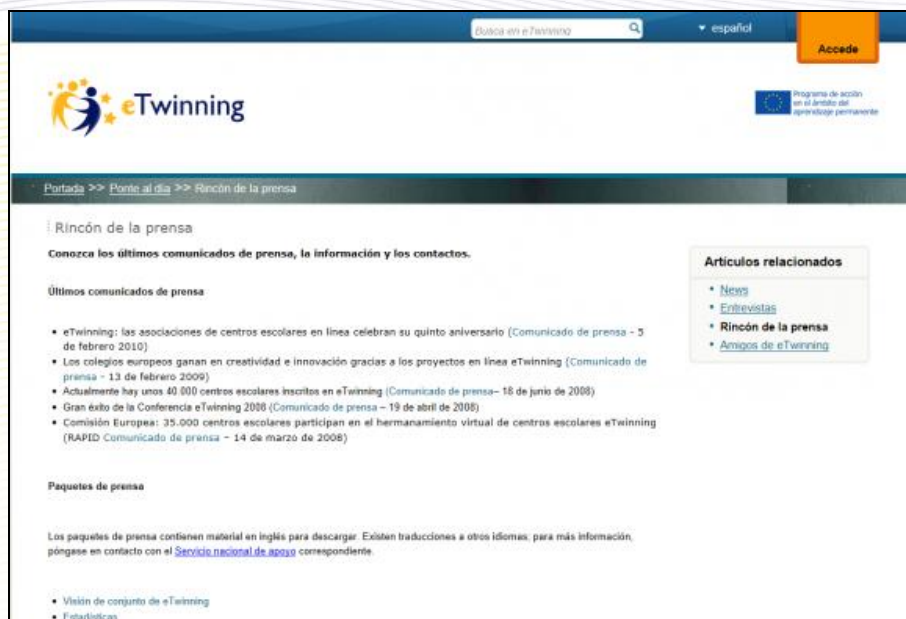 Busca en eTwinning
español
Accede
eTwinning
Programa de acción
en el ámbito del
aprendizaje permanente
Portada >> Ponte al día >> Rincón de la prensa
Rincón de la prensa
Conozca los últimos comunicados de prensa, la información y los contactos.
Artículos relacionados
• News
• Entrevistas
• Rincón de la prensa
• Amigos de eTwinning
Últimos comunicados de prensa
• eTwinning: las asociaciones de centros escolares en línea celebran su quinto aniversario (Comunicado de prensa - 5
de febrero 2010)
• Los colegios europeos ganan en creatividad e innovación gracias a los proyectos en línea eTwinning (Comunicado de
prensa - 13 de febrero 2009)
• Actualmente hay unos 40.000 centros escolares inscritos en eTwinning (Comunicado de prensa– 18 de junio de 2008)
• Gran éxito de la Conferencia eTwinning 2008 (Comunicado de prensa – 19 de abril de 2008)
• Comisión Europea: 35.000 centros escolares participan en el hermanamiento virtual de centros escolares eTwinning
(RAPID Comunicado de prensa – 14 de marzo de 2008)
Paquetes de prensa
Los paquetes de prensa contienen material en inglés para descargar. Existen traducciones a otros idiomas; para más información,
póngase en contacto con el Servicio nacional de apoyo correspondiente.
• Visión de conjunto de eTwinning
• Estadísticas